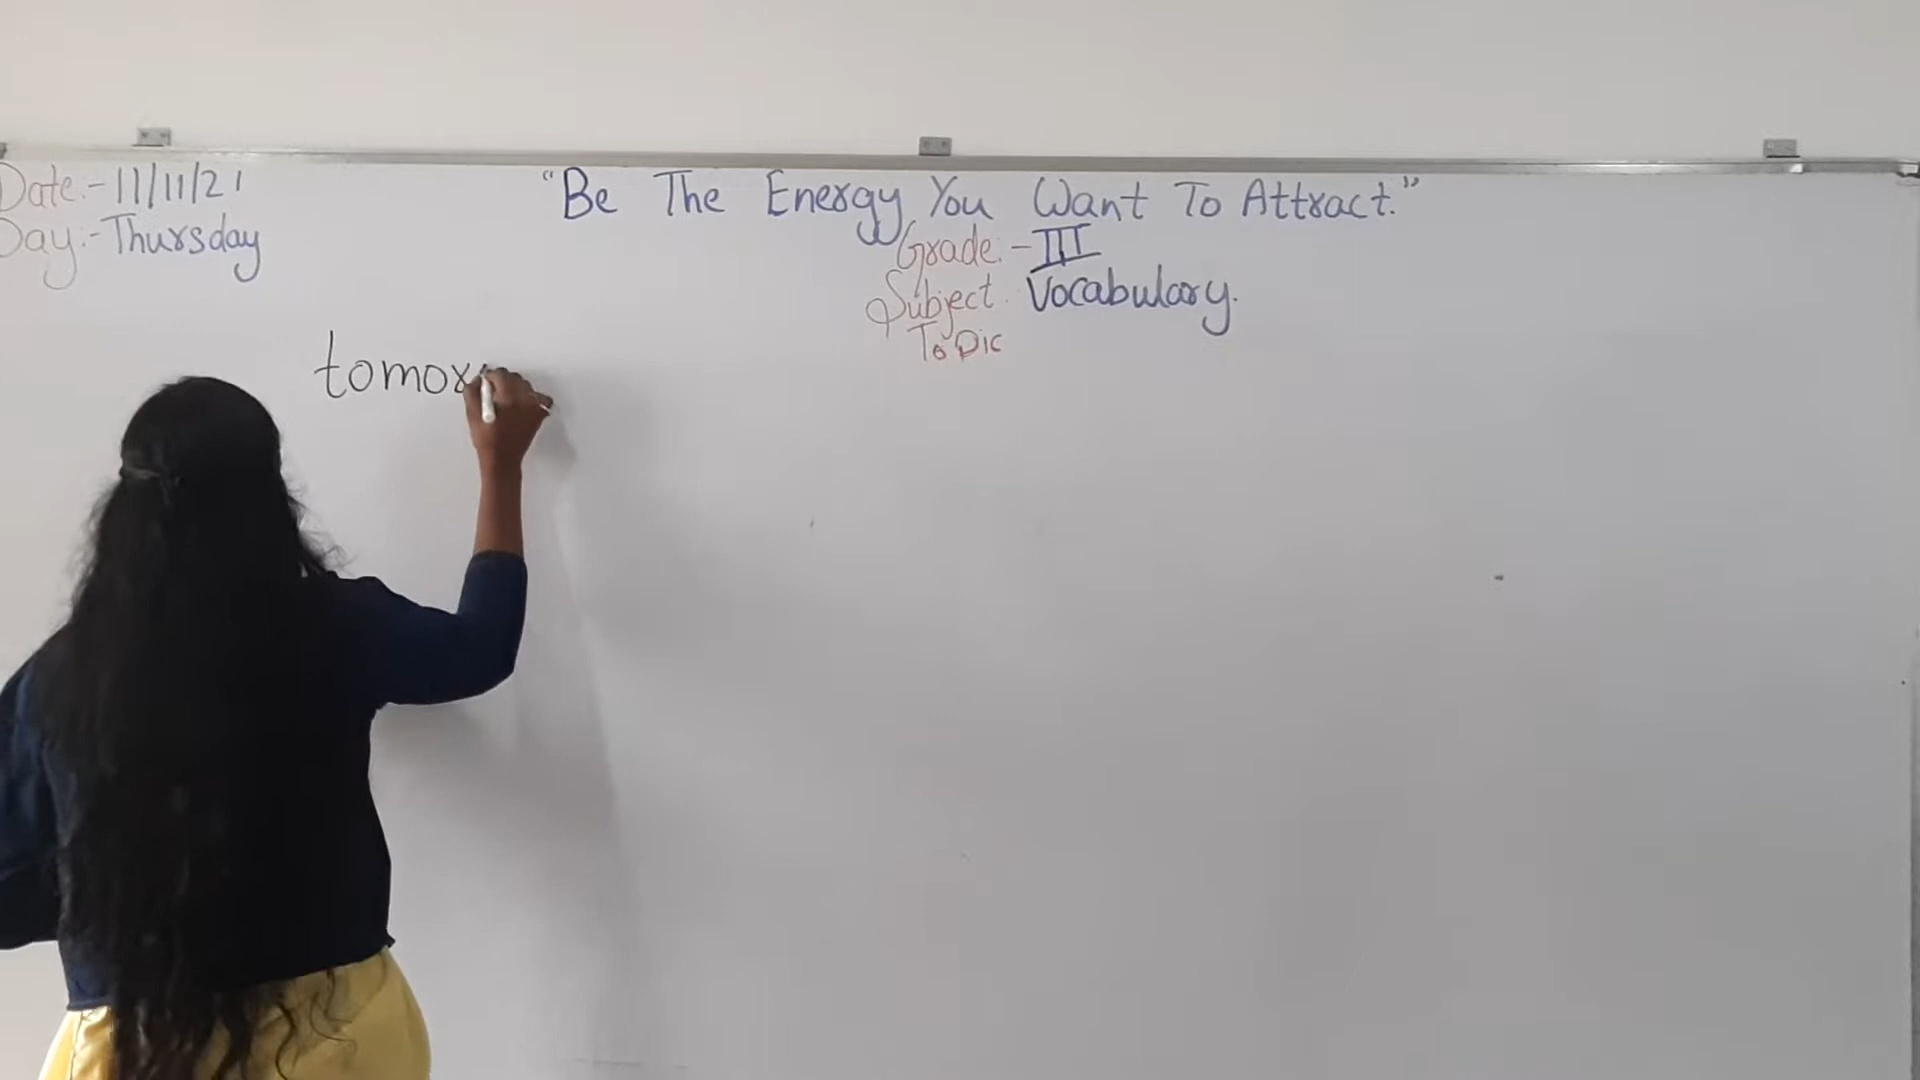 Date:- 11/11/21
Day:- Thursday
"Be The Energy You Want To Attract."
Grade:- III
Subject: Vocabulary.
Topic
tomor